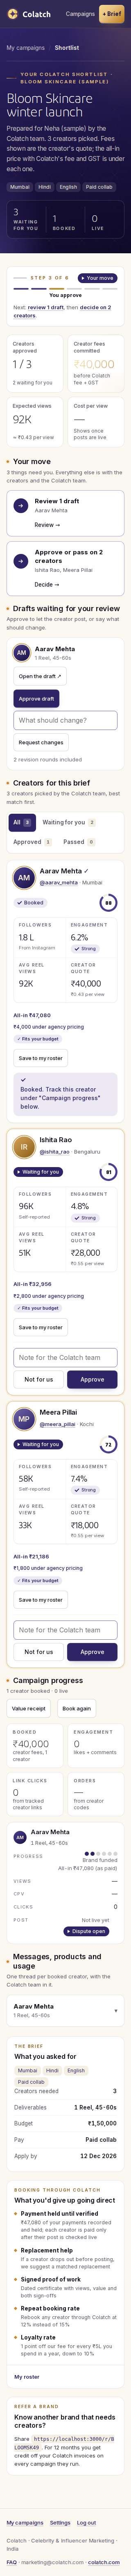 Colatch
Campaigns
+ Brief
My campaigns / Shortlist
YOUR COLATCH SHORTLIST ·
BLOOM SKINCARE (SAMPLE)
Bloom Skincare
winter launch
Prepared for Neha (sample) by the
Colatch team. 3 creators picked. Prices
shown are the creator's quote; the all-in
with Colatch's fee and GST is under
each price.
Mumbai
Hindi
English
Paid collab
3
WAITING
FOR YOU
1
BOOKED
0
LIVE
STEP 3 OF 6
Your move
You approve
Next: review 1 draft, then decide on 2
creators.
Creators
approved
1 / 3
2 waiting for you
Creator fees
committed
₹40,000
before Colatch
fee + GST
Expected views
92K
≈ ₹0.43 per view
Cost per view
—
Shows once
posts are live
Your move
3 things need you. Everything else is with the
creators and the Colatch team.
Review 1 draft
Aarav Mehta
Review →
Approve or pass on 2
creators
Ishita Rao, Meera Pillai
Decide →
Drafts waiting for your review
Approve to let the creator post, or say what
should change.
AM
Aarav Mehta
1 Reel, 45-60s
Open the draft ↗
Approve draft
What should change?
Request changes
2 revision rounds included
Creators for this brief
3 creators picked by the Colatch team, best
match first.
All 3
Waiting for you 2
Approved 1
Passed 0
AM
Aarav Mehta ✓
@aarav_mehta · Mumbai
✓ Booked
88
FOLLOWERS
1.8 L
From Instagram
ENGAGEMENT
6.2%
✓ Strong
AVG REEL
VIEWS
92K
CREATOR
QUOTE
₹40,000
₹0.43 per view
All-in ₹47,080
₹4,000 under agency pricing
✓ Fits your budget
Save to my roster
✓
Booked. Track this creator
under "Campaign progress"
below.
IR
Ishita Rao
@ishita_rao · Bengaluru
Waiting for you
81
FOLLOWERS
96K
Self-reported
ENGAGEMENT
4.8%
✓ Strong
AVG REEL
VIEWS
51K
CREATOR
QUOTE
₹28,000
₹0.55 per view
All-in ₹32,956
₹2,800 under agency pricing
✓ Fits your budget
Save to my roster
Note for the Colatch team
Not for us
Approve
MP
Meera Pillai
@meera_pillai · Kochi
Waiting for you
72
FOLLOWERS
58K
Self-reported
ENGAGEMENT
7.4%
✓ Strong
AVG REEL
VIEWS
33K
CREATOR
QUOTE
₹18,000
₹0.55 per view
All-in ₹21,186
₹1,800 under agency pricing
✓ Fits your budget
Save to my roster
Note for the Colatch team
Not for us
Approve
Campaign progress
1 creator booked · 0 live
View receipt
Book again
BOOKED
₹40,000
creator fees, 1
creator
ENGAGEMENT
0
likes + comments
LINK CLICKS
0
from tracked
creator links
ORDERS
—
from creator
codes
AM
Aarav Mehta
1 Reel, 45-60s
PROGRESS
Brand funded
All-in ₹47,080 (as paid)
VIEWS
—
CPV
—
CLICKS
0
POST
Not live yet
Dispute open
Messages, products and
usage
One thread per booked creator, with the
Colatch team in it.
Aarav Mehta
1 Reel, 45-60s
THE BRIEF
What you asked for
Mumbai
Hindi
English
Paid collab
Creators needed
3
Deliverables
1 Reel, 45-60s
Budget
₹1,50,000
Pay
Paid collab
Apply by
12 Dec 2026
BOOKING THROUGH COLATCH
What you'd give up going direct
Payment held until verified
₹47,080 of your payments recorded
and held; each creator is paid only
after their post is checked live.
Replacement help
If a creator drops out before posting,
we suggest a matched replacement
Signed proof of work
Dated certificate with views, value and
both sign-offs.
Repeat booking rate
Rebook any creator through Colatch at
12% instead of 15%.
Loyalty rate
1 point off our fee for every ₹5L you
spend in a year, down to 10%.
My roster
REFER A BRAND
Know another brand that needs
creators?
Share https://localhost:3000/r/B
LOOMSK49 . For 12 months you get
credit off your Colatch invoices on
every campaign they run.
My campaigns
Settings
Log out
Colatch · Celebrity & Influencer Marketing ·
India
FAQ · marketing@colatch.com · colatch.com